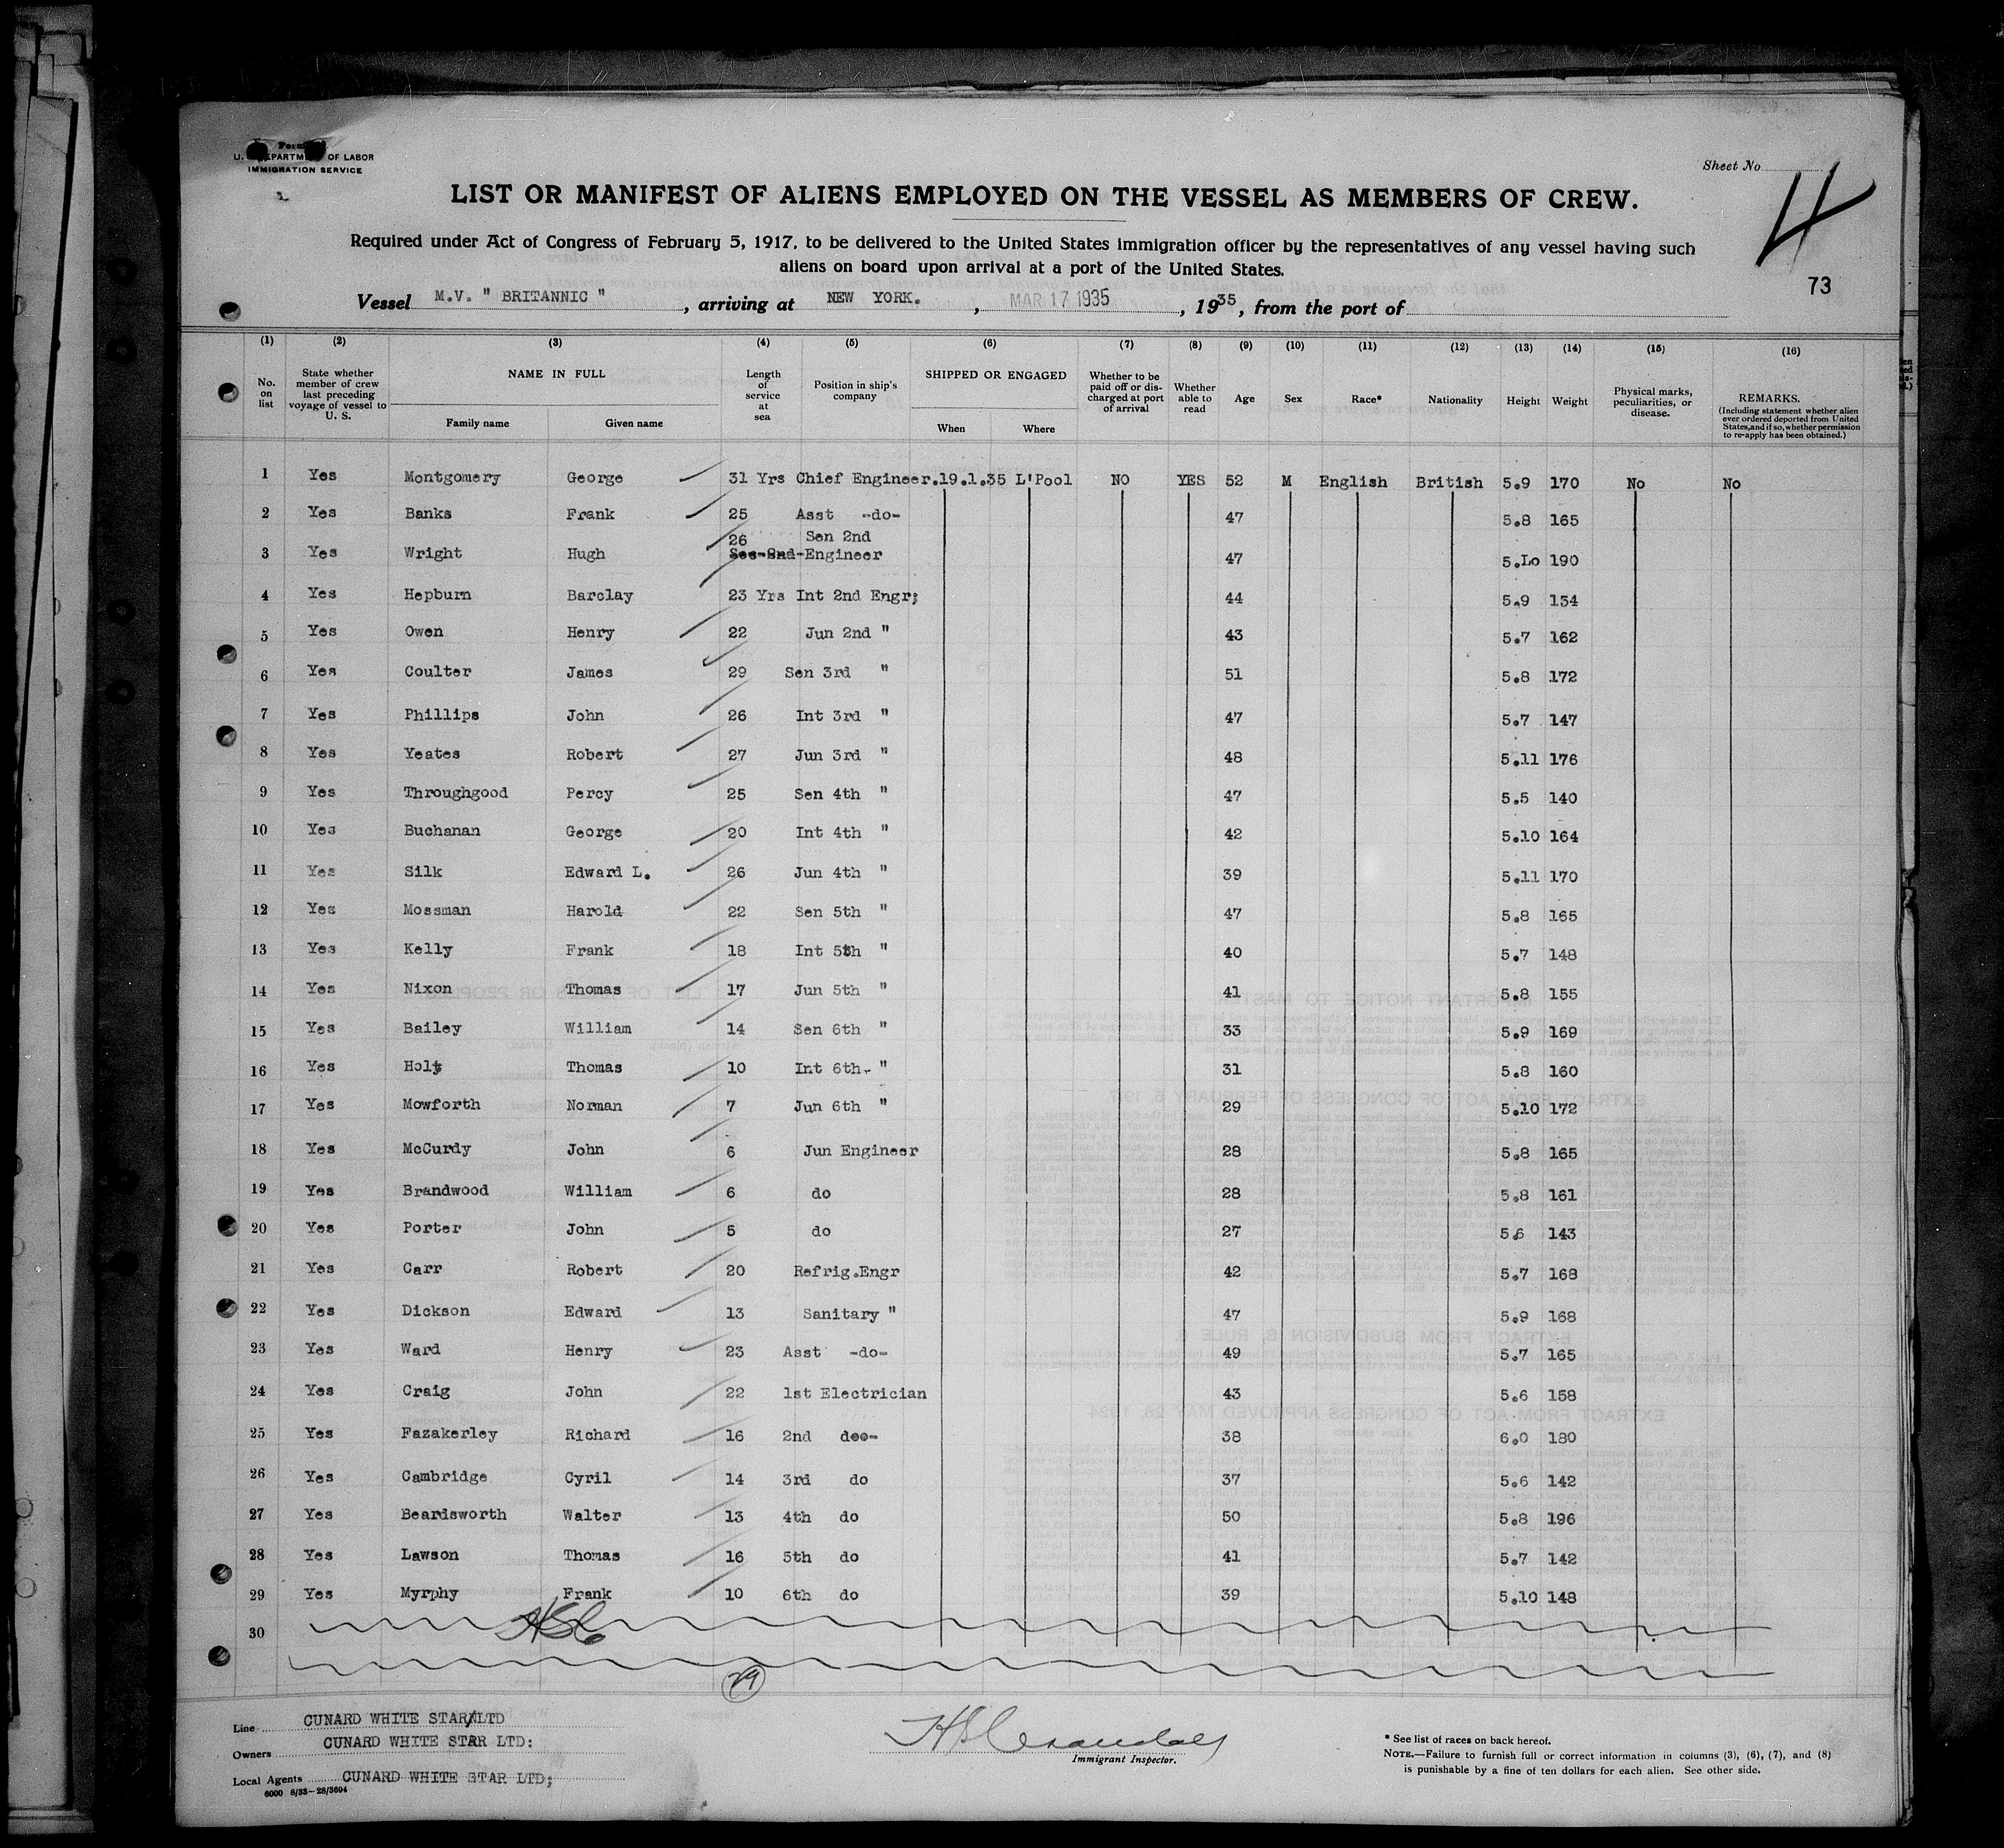 Form
U. DEPARTMENT OF LABOR
IMMIGRATION SERVICE
Sheet No.
4
LIST OR MANIFEST OF ALIENS EMPLOYED ON THE VESSEL AS MEMBERS OF CREW.
Required under Act of Congress of February 5, 1917, to be delivered to the United States immigration officer by the representatives of any vessel having such
aliens on board upon arrival at a port of the United States.
73
Vessel M.V. " BRITANNIC " , arriving at NEW YORK. , MAR 17 1935 , 1935, from the port of
(1) (2) (3) (4) (5) (6) (7) (8) (9) (10) (11) (12) (13) (14) (15) (16)
No. on list
State whether member of crew last preceding voyage of vessel to U. S.
NAME IN FULL
Family name Given name
Length of service at sea
Position in ship's company
SHIPPED OR ENGAGED
When Where
Whether to be paid off or discharged at port of arrival
Whether able to read
Age
Sex
Race*
Nationality
Height
Weight
Physical marks, peculiarities, or disease.
REMARKS.
(Including statement whether alien ever ordered deported from United States, and if so, whether permission to re-apply has been obtained.)
1 Yes Montgomery George 31 Yrs Chief Engineer. 19.1.35 L'Pool NO YES 52 M English British 5.9 170 No No
2 Yes Banks Frank 25 Asst -do- 47 5.8 165
26 Sen 2nd
3 Yes Wright Hugh Sec-2nd-Engineer 47 5.Lo 190
4 Yes Hepburn Barclay 23 Yrs Int 2nd Engr; 44 5.9 154
5 Yes Owen Henry 22 Jun 2nd " 43 5.7 162
6 Yes Coulter James 29 Sen 3rd " 51 5.8 172
7 Yes Phillips John 26 Int 3rd " 47 5.7 147
8 Yes Yeates Robert 27 Jun 3rd " 48 5.11 176
9 Yes Throughgood Percy 25 Sen 4th " 47 5.5 140
10 Yes Buchanan George 20 Int 4th " 42 5.10 164
11 Yes Silk Edward L. 26 Jun 4th " 39 5.11 170
12 Yes Mossman Harold 22 Sen 5th " 47 5.8 165
13 Yes Kelly Frank 18 Int 5th " 40 5.7 148
14 Yes Nixon Thomas 17 Jun 5th " 41 5.8 155
15 Yes Bailey William 14 Sen 6th " 33 5.9 169
16 Yes Holt Thomas 10 Int 6th. " 31 5.8 160
17 Yes Mowforth Norman 7 Jun 6th " 29 5.10 172
18 Yes McCurdy John 6 Jun Engineer 28 5.8 165
19 Yes Brandwood William 6 do 28 5.8 161
20 Yes Porter John 5 do 27 5.6 143
21 Yes Carr Robert 20 Refrig.Engr 42 5.7 168
22 Yes Dickson Edward 13 Sanitary " 47 5.9 168
23 Yes Ward Henry 23 Asst -do- 49 5.7 165
24 Yes Craig John 22 1st Electrician 43 5.6 158
25 Yes Fazakerley Richard 16 2nd deo- 38 6.0 180
26 Yes Cambridge Cyril 14 3rd do 37 5.6 142
27 Yes Beardsworth Walter 13 4th do 50 5.8 196
28 Yes Lawson Thomas 16 5th do 41 5.7 142
29 Yes Myrphy Frank 10 6th do 39 5.10 148
30 HSC
29
Line CUNARD WHITE STAR LTD
Owners CUNARD WHITE STAR LTD:
Local Agents CUNARD WHITE STAR LTD;
6000 8/33-28/3694
HS Crandall
Immigrant Inspector.
* See list of races on back hereof.
NOTE.—Failure to furnish full or correct information in columns (3), (6), (7), and (8)
is punishable by a fine of ten dollars for each alien. See other side.